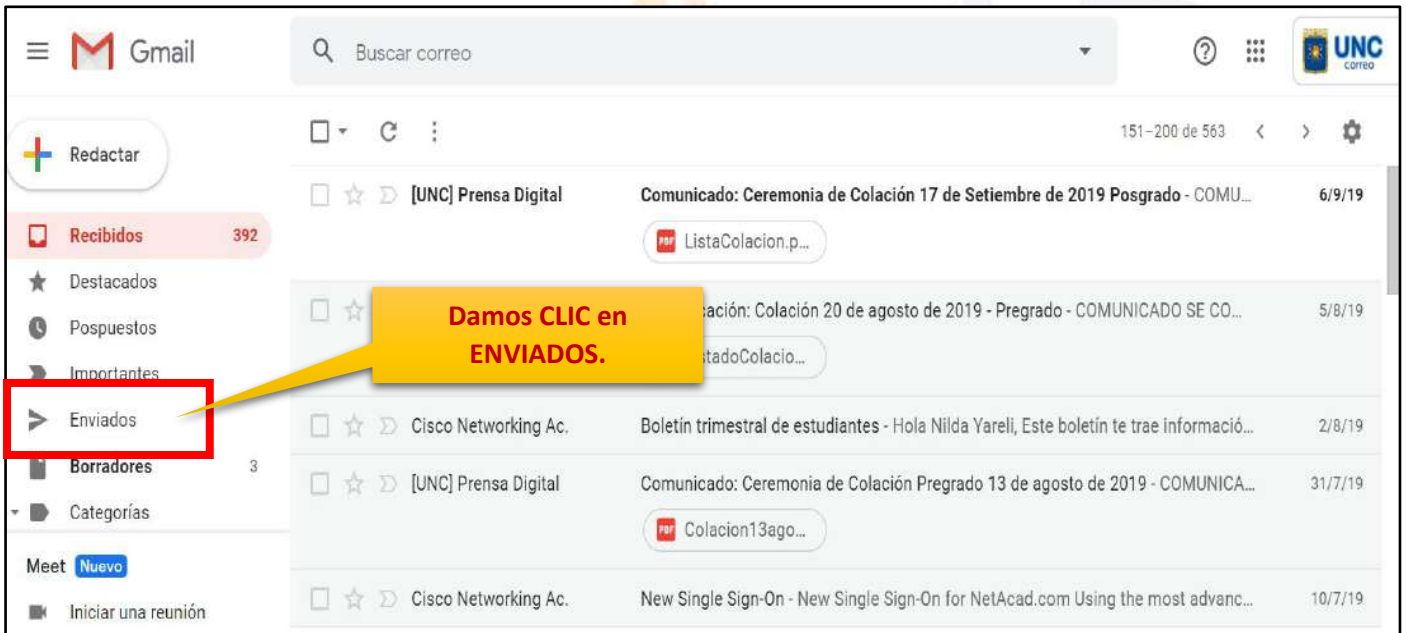 Gmail
Buscar correo
UNC
correo
Redactar
151–200 de 563
[UNC] Prensa Digital
Comunicado: Ceremonia de Colación 17 de Setiembre de 2019 Posgrado - COMU...
6/9/19
PDF
ListaColacion.p...
Recibidos
392
Destacados
Pospuestos
Importantes
Enviados
Borradores
3
Categorías
Meet
Nuevo
Iniciar una reunión
Damos CLIC en
ENVIADOS.
Colación 20 de agosto de 2019 - Pregrado - COMUNICADO SE CO...
5/8/19
Cisco Networking Ac.
Boletín trimestral de estudiantes - Hola Nilda Yareli, Este boletín te trae informació...
2/8/19
[UNC] Prensa Digital
Comunicado: Ceremonia de Colación Pregrado 13 de agosto de 2019 - COMUNICA...
31/7/19
PDF
Colacion13ago...
Cisco Networking Ac.
New Single Sign-On - New Single Sign-On for NetAcad.com Using the most advanc...
10/7/19